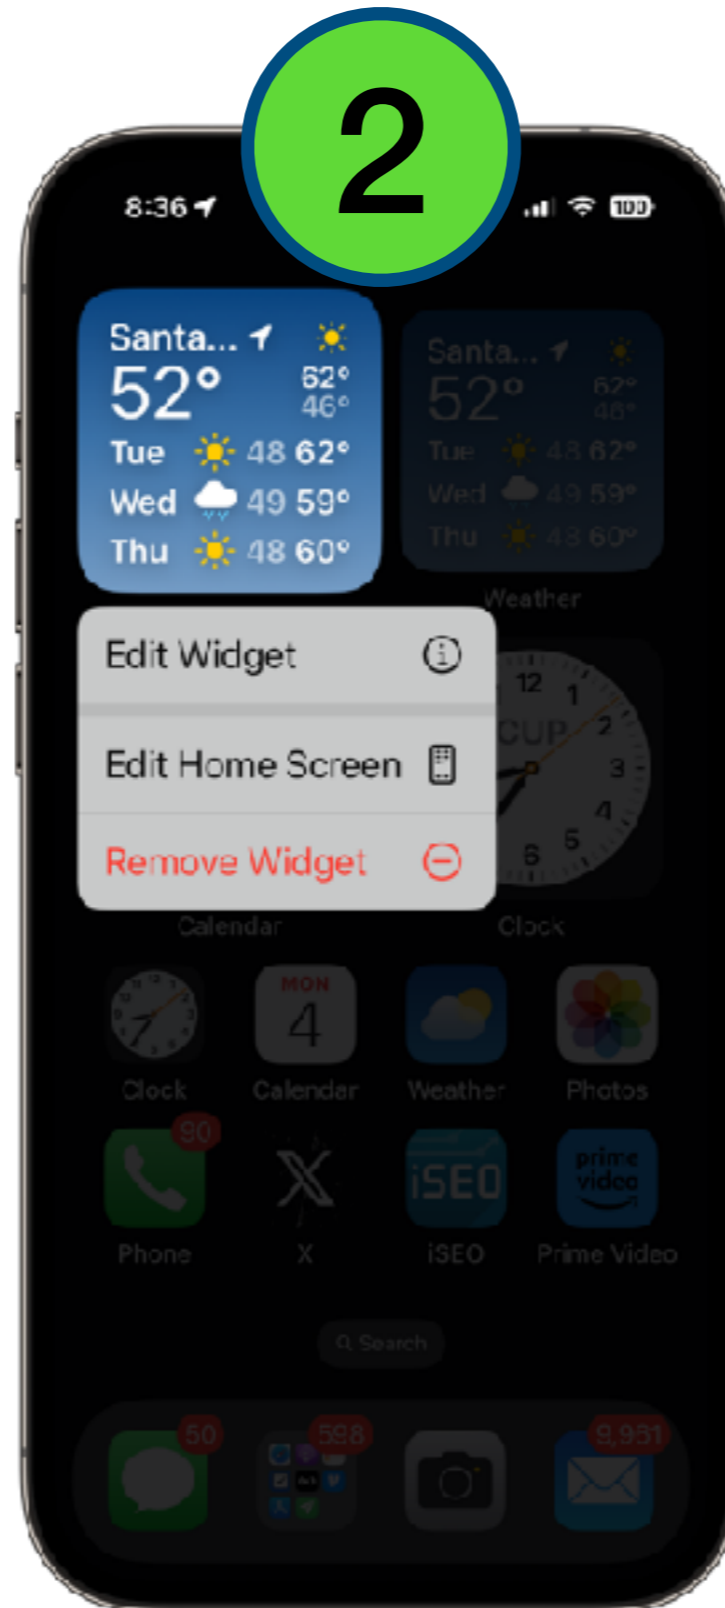 2
8:36 100
Santa...
52° 62°
46°
Tue 48 62°
Wed 49 59°
Thu 48 60°
Santa...
52° 62°
46°
Tue 48 62°
Wed 49 59°
Thu 48 60°
Weather
Edit Widget
Edit Home Screen
Remove Widget
12
1
2
3
4
5
6
CUP
Calendar Clock
MON
4
Clock Calendar Weather Photos
90
X
iSEO
prime
video
Phone X iSEO Prime Video
Search
50 598 9,961